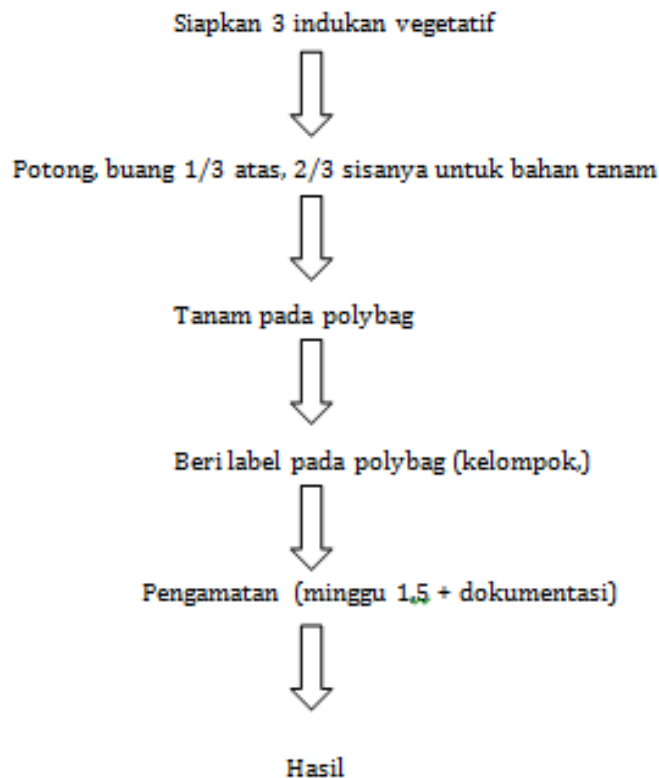 Siapkan 3 indukan vegetatif
Potong, buang 1/3 atas, 2/3 sisanya untuk bahan tanam
Tanam pada polybag
Beri label pada polybag (kelompok,)
Pengamatan (minggu 1,5 + dokumentasi)
Hasil